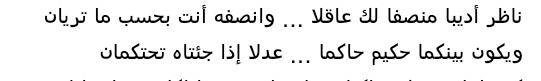 ناظر أديبا منصفا لك عاقلا ... وانصفه أنت بحسب ما تريان
ويكون بينكما حكيم حاكما ... عدلا إذا جئتاه تحتكمان